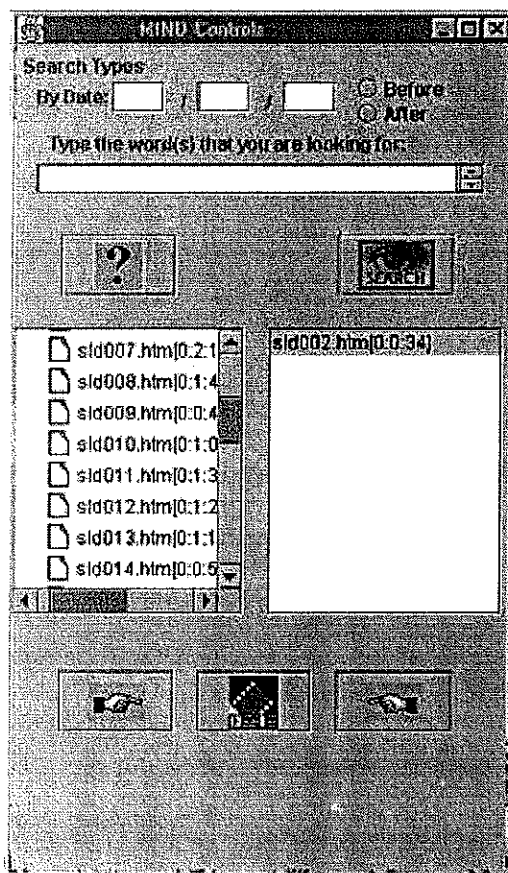 MIND Controls
Search Types
By Date: / /
Before
After
Type the word(s) that you are looking for:
?
SEARCH
sld007.htm[0:2:1
sld008.htm[0:1:4
sld009.htm[0:0:4
sld010.htm[0:1:0
sld011.htm[0:1:3
sld012.htm[0:1:2
sld013.htm[0:1:1
sld014.htm[0:0:5
sld002.htm[0:0:34]